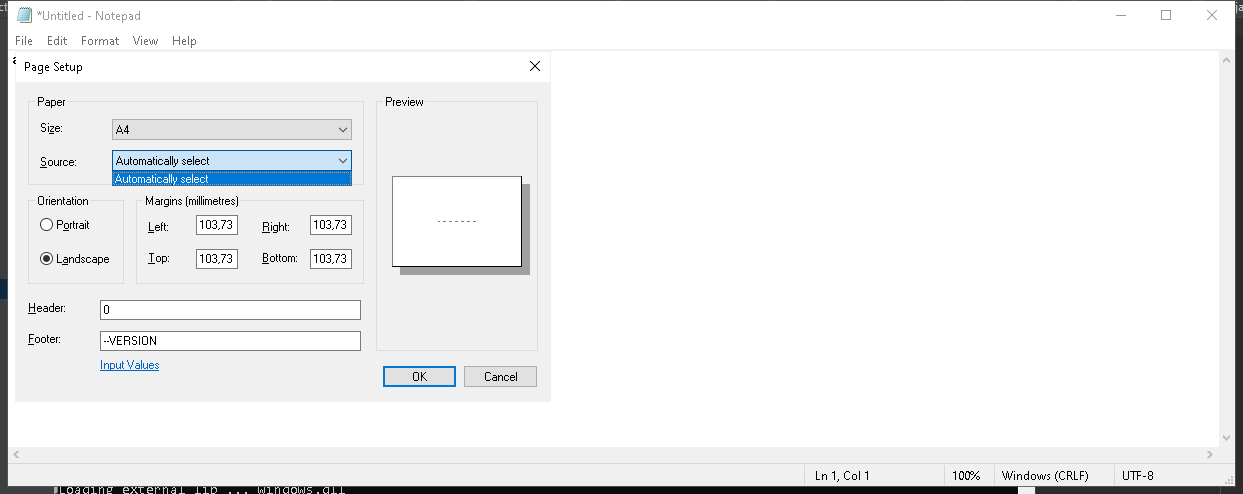 *Untitled - Notepad
File Edit Format View Help
Page Setup
Paper
Size: A4
Source: Automatically select
Automatically select
Orientation
Portrait
Landscape
Margins (millimetres)
Left: 103,73 Right: 103,73
Top: 103,73 Bottom: 103,73
Preview
Header: 0
Footer: --VERSION
Input Values
OK Cancel
Ln 1, Col 1 100% Windows (CRLF) UTF-8
Loading external lib ... windows.dll